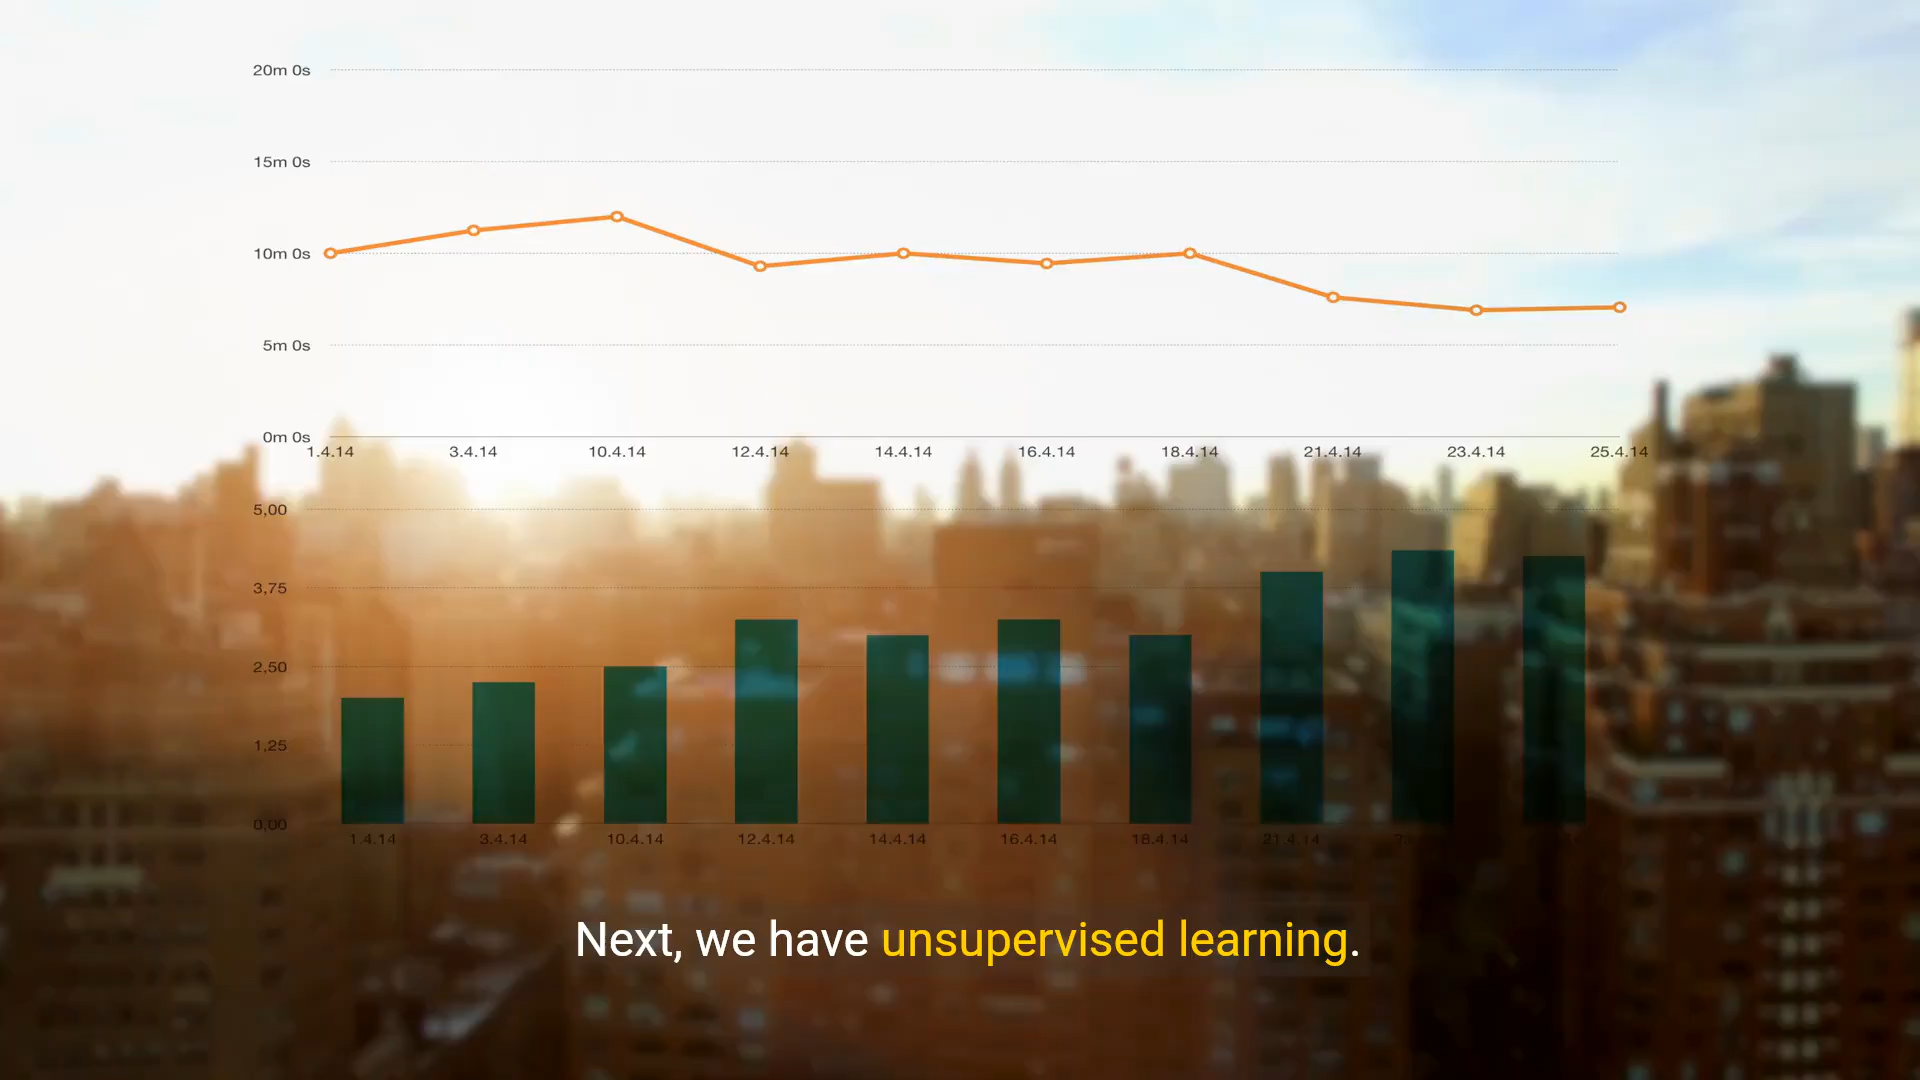 20m 0s
15m 0s
10m 0s
5m 0s
0m 0s
1.4.14 3.4.14 10.4.14 12.4.14 14.4.14 16.4.14 18.4.14 21.4.14 23.4.14 25.4.14
5,00
3,75
2,50
1,25
0,00
1.4.14 3.4.14 10.4.14 12.4.14 14.4.14 16.4.14 18.4.14 21.4.14
Next, we have unsupervised learning.